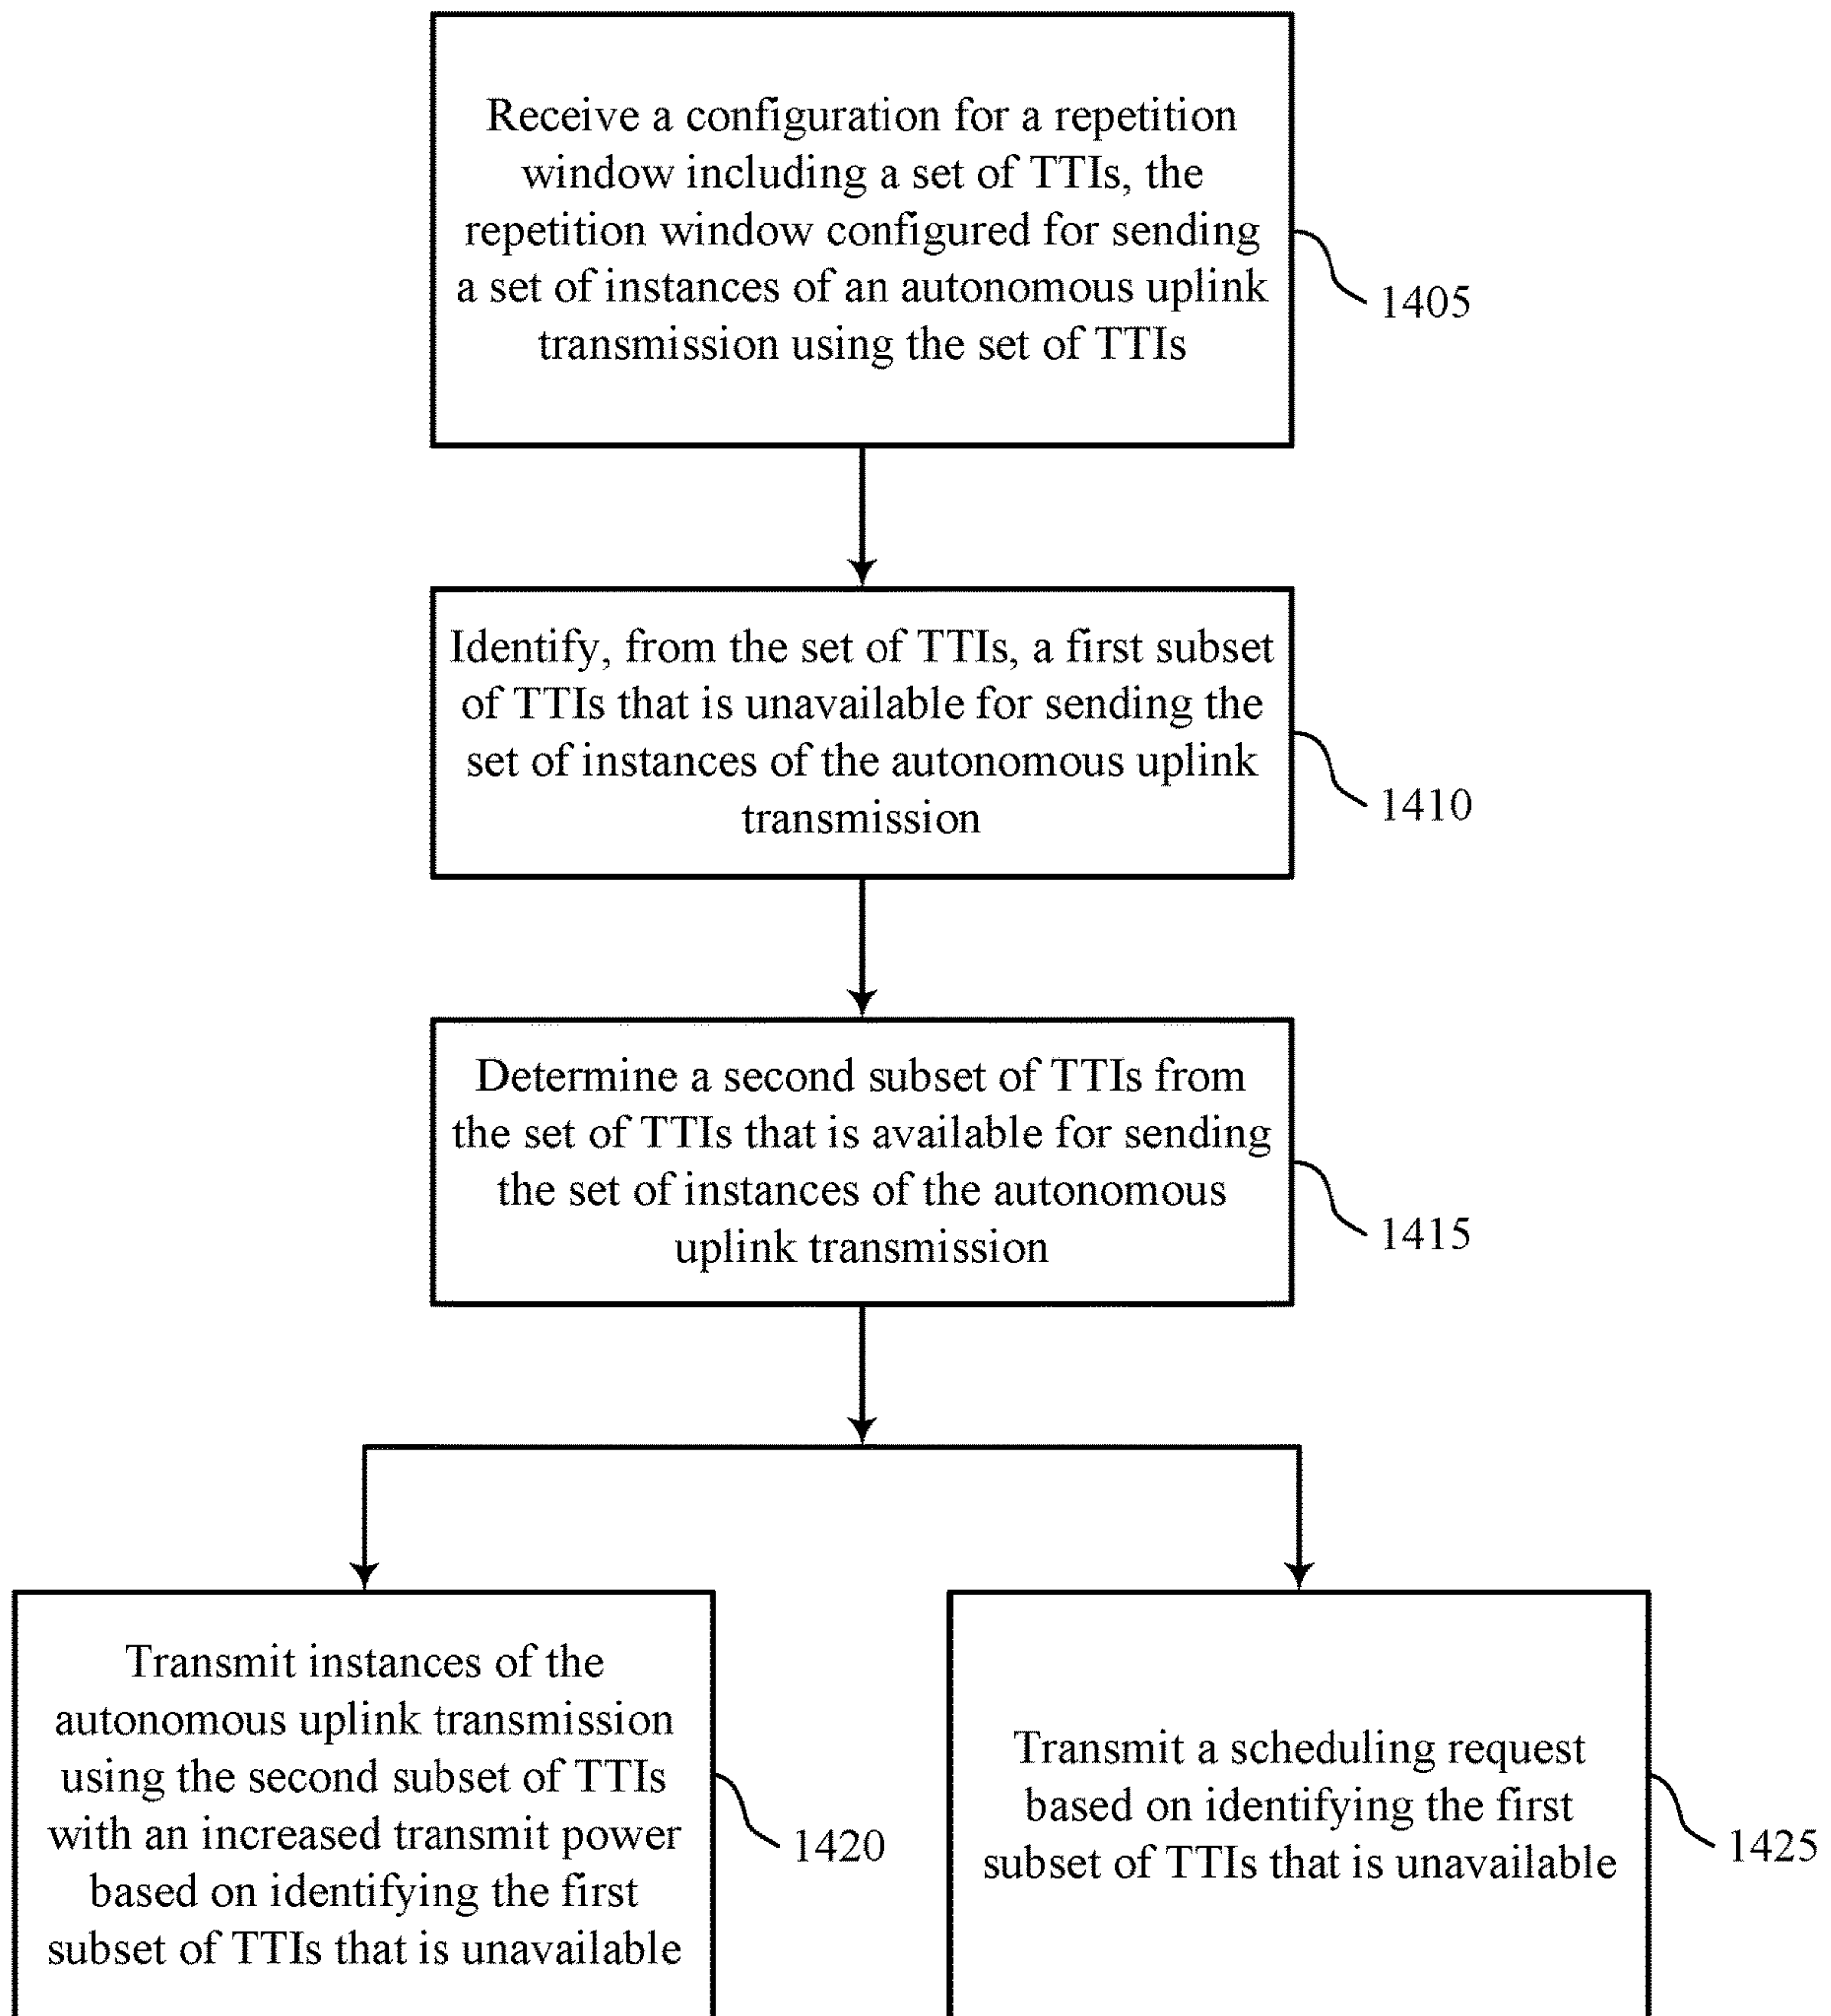 Receive a configuration for a repetition
window including a set of TTIs, the
repetition window configured for sending
a set of instances of an autonomous uplink
transmission using the set of TTIs
1405
Identify, from the set of TTIs, a first subset
of TTIs that is unavailable for sending the
set of instances of the autonomous uplink
transmission
1410
Determine a second subset of TTIs from
the set of TTIs that is available for sending
the set of instances of the autonomous
uplink transmission
1415
Transmit instances of the
autonomous uplink transmission
using the second subset of TTIs
with an increased transmit power
based on identifying the first
subset of TTIs that is unavailable
1420
Transmit a scheduling request
based on identifying the first
subset of TTIs that is unavailable
1425